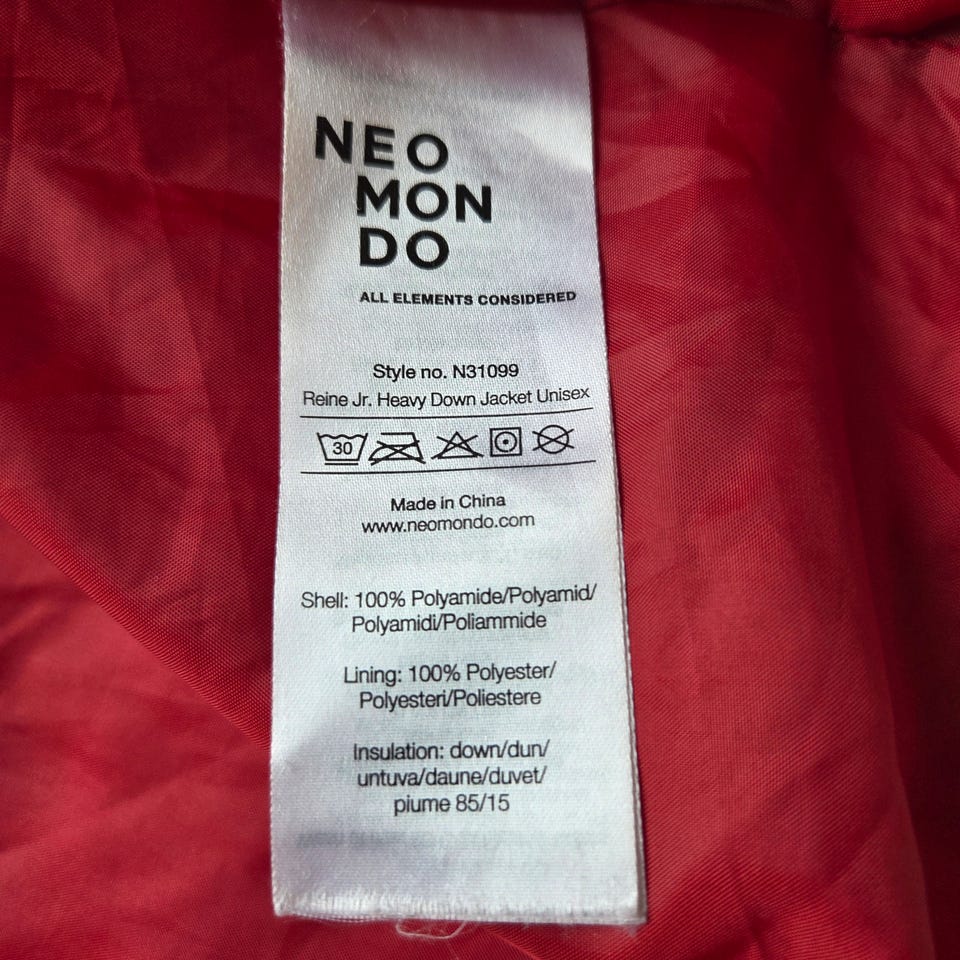 NEO
MON
DO
ALL ELEMENTS CONSIDERED
Style no. N31099
Reine Jr. Heavy Down Jacket Unisex
30
Made in China
www.neomondo.com
Shell: 100% Polyamide/Polyamid/
Polyamidi/Poliammide
Lining: 100% Polyester/
Polyesteri/Poliestere
Insulation: down/dun/
untuva/daune/duvet/
piume 85/15